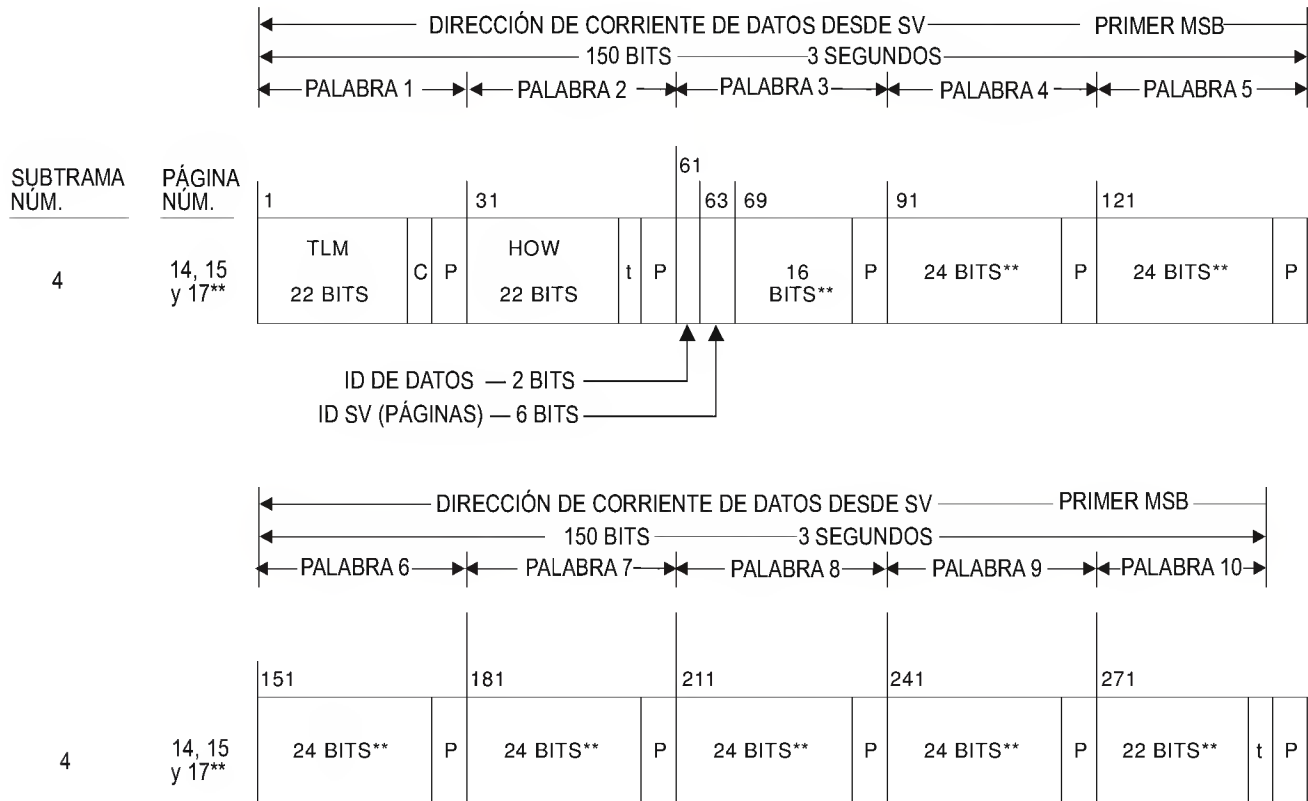 DIRECCIÓN DE CORRIENTE DE DATOS DESDE SV PRIMER MSB
150 BITS 3 SEGUNDOS
PALABRA 1 PALABRA 2 PALABRA 3 PALABRA 4 PALABRA 5
SUBTRAMA NÚM. PÁGINA NÚM.
1 31 61 63 69 91 121
4
14, 15 y 17**
TLM 22 BITS C P
HOW 22 BITS t P
16 BITS** P
24 BITS** P
24 BITS** P
ID DE DATOS — 2 BITS
ID SV (PÁGINAS) — 6 BITS
DIRECCIÓN DE CORRIENTE DE DATOS DESDE SV PRIMER MSB
150 BITS 3 SEGUNDOS
PALABRA 6 PALABRA 7 PALABRA 8 PALABRA 9 PALABRA 10
151 181 211 241 271
4
14, 15 y 17**
24 BITS** P 24 BITS** P 24 BITS** P 24 BITS** P 22 BITS** t P